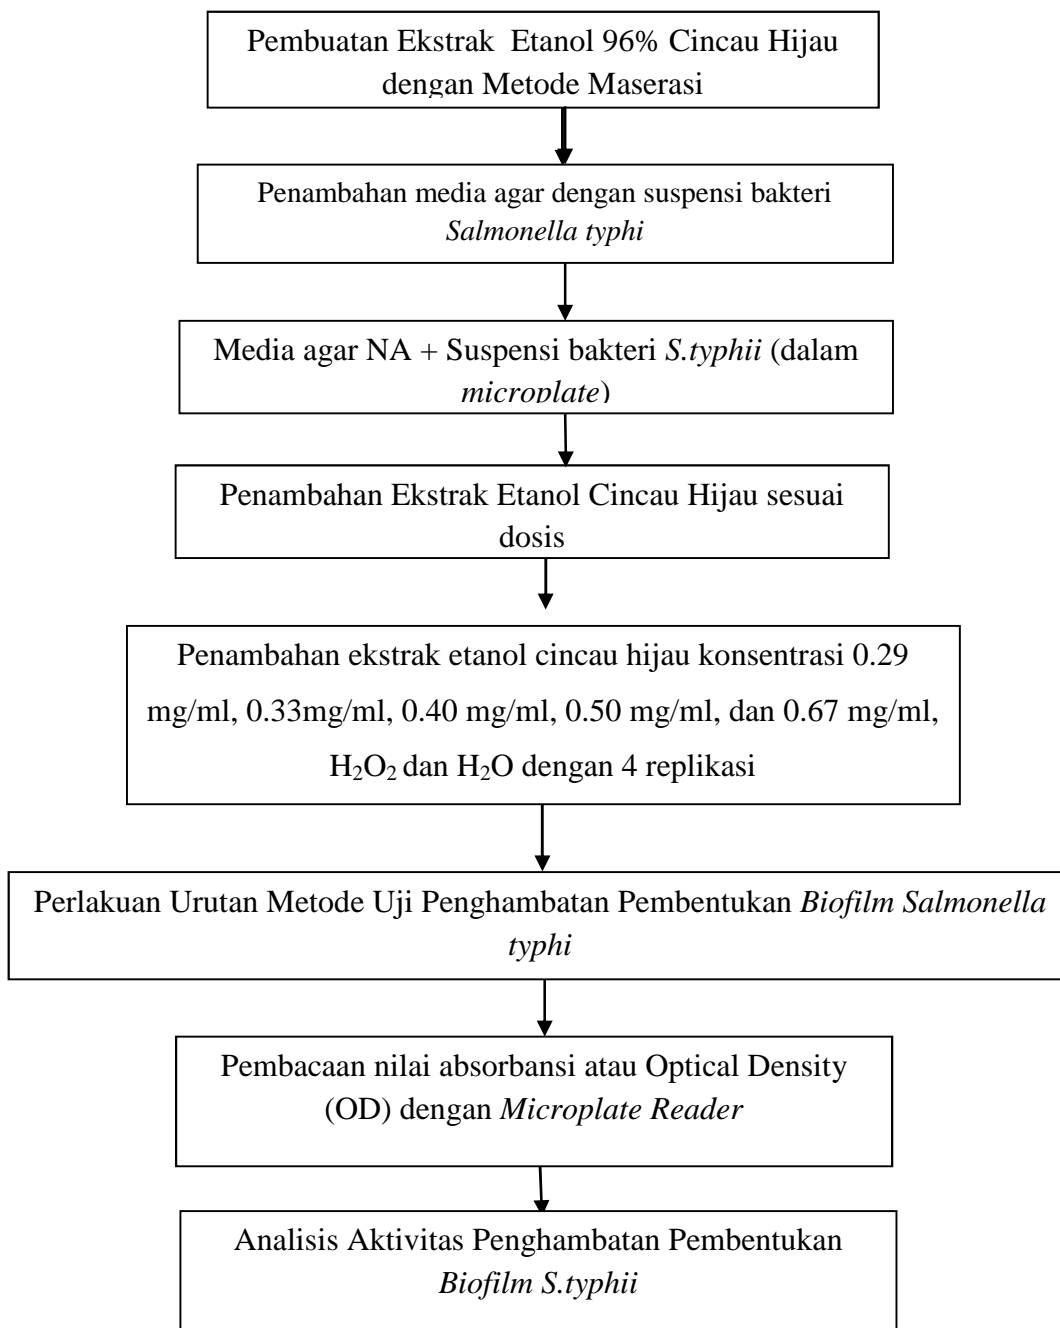 Pembuatan Ekstrak Etanol 96% Cincau Hijau
dengan Metode Maserasi
Penambahan media agar dengan suspensi bakteri
Salmonella typhi
Media agar NA + Suspensi bakteri S.typhii (dalam
microplate)
Penambahan Ekstrak Etanol Cincau Hijau sesuai
dosis
Penambahan ekstrak etanol cincau hijau konsentrasi 0.29
mg/ml, 0.33mg/ml, 0.40 mg/ml, 0.50 mg/ml, dan 0.67 mg/ml,
H₂O₂ dan H₂O dengan 4 replikasi
Perlakuan Urutan Metode Uji Penghambatan Pembentukan Biofilm Salmonella
typhi
Pembacaan nilai absorbansi atau Optical Density
(OD) dengan Microplate Reader
Analisis Aktivitas Penghambatan Pembentukan
Biofilm S.typhii